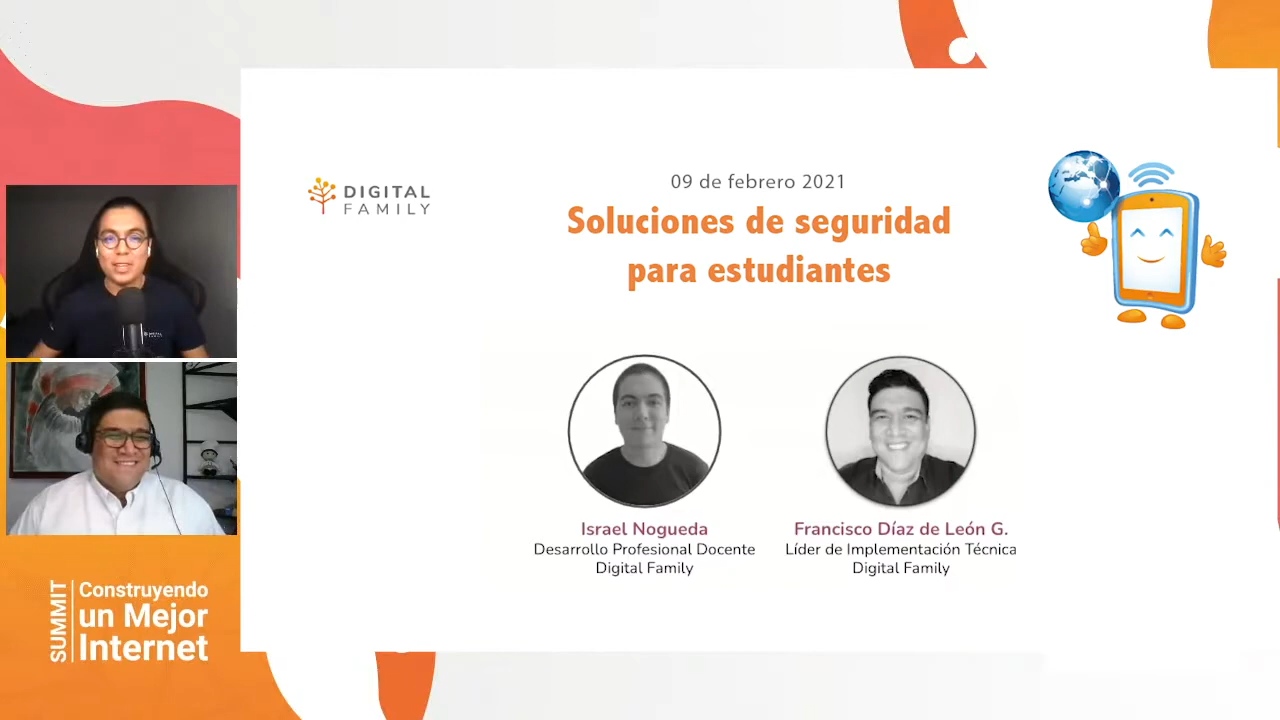 DIGITAL
FAMILY
09 de febrero 2021
Soluciones de seguridad
para estudiantes
Israel Nogueda
Desarrollo Profesional Docente
Digital Family
Francisco Díaz de León G.
Líder de Implementación Técnica
Digital Family
SUMMIT
Construyendo
un Mejor
Internet